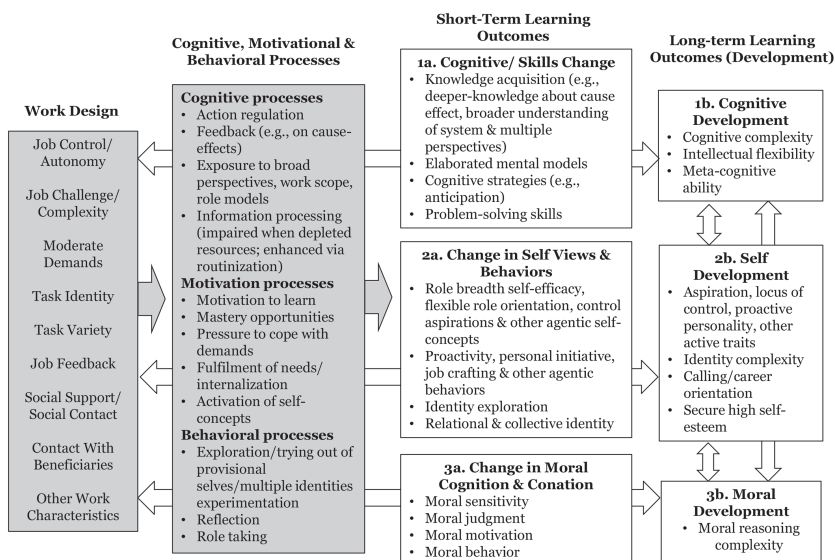 Work Design
Job Control/
Autonomy
Job Challenge/
Complexity
Moderate
Demands
Task Identity
Task Variety
Job Feedback
Social Support/
Social Contact
Contact With
Beneficiaries
Other Work
Characteristics
Cognitive, Motivational &
Behavioral Processes
Cognitive processes
• Action regulation
• Feedback (e.g., on cause-
effects)
• Exposure to broad
perspectives, work scope,
role models
• Information processing
(impaired when depleted
resources; enhanced via
routinization)
Motivation processes
• Motivation to learn
• Mastery opportunities
• Pressure to cope with
demands
• Fulfilment of needs/
internalization
• Activation of self-
concepts
Behavioral processes
• Exploration/trying out of
provisional
selves/multiple identities
experimentation
• Reflection
• Role taking
Short-Term Learning
Outcomes
1a. Cognitive/ Skills Change
• Knowledge acquisition (e.g.,
deeper-knowledge about cause
effect, broader understanding
of system & multiple
perspectives)
• Elaborated mental models
• Cognitive strategies (e.g.,
anticipation)
• Problem-solving skills
2a. Change in Self Views &
Behaviors
• Role breadth self-efficacy,
flexible role orientation, control
aspirations & other agentic self-
concepts
• Proactivity, personal initiative,
job crafting & other agentic
behaviors
• Identity exploration
• Relational & collective identity
3a. Change in Moral
Cognition & Conation
• Moral sensitivity
• Moral judgment
• Moral motivation
• Moral behavior
Long-term Learning
Outcomes (Development)
1b. Cognitive
Development
• Cognitive complexity
• Intellectual flexibility
• Meta-cognitive
ability
2b. Self
Development
• Aspiration, locus of
control, proactive
personality, other
active traits
• Identity complexity
• Calling/career
orientation
• Secure high self-
esteem
3b. Moral
Development
• Moral reasoning
complexity